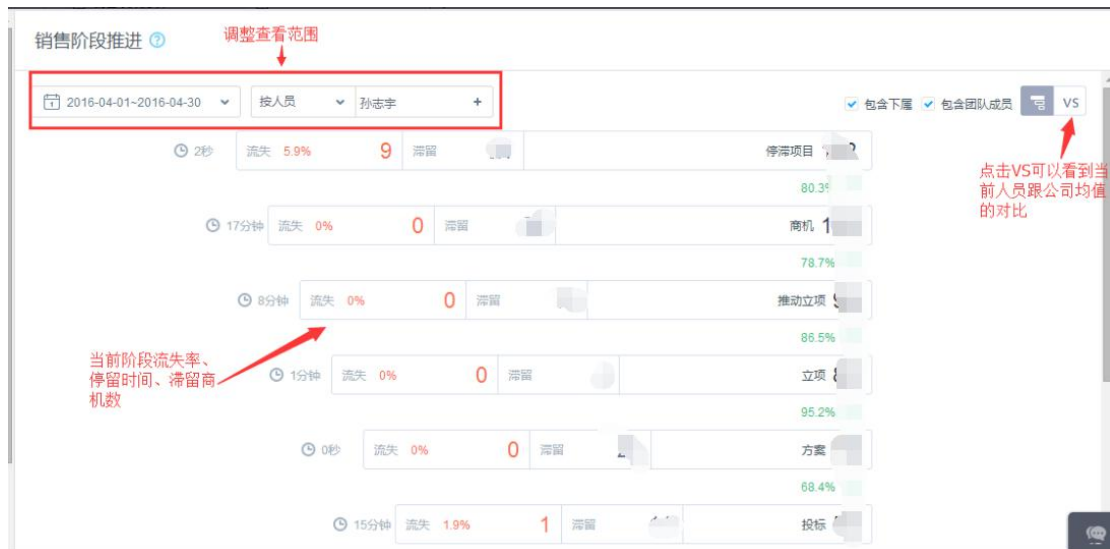 销售阶段推进 ?
调整查看范围
2016-04-01~2016-04-30 按人员 孙志宇 +
包含下属 包含团队成员 VS
2秒 流失 5.9% 9 滞留 停滞项目
80.3%
点击VS可以看到当
前人员跟公司均值
的对比
17分钟 流失 0% 0 滞留 商机 1
78.7%
8分钟 流失 0% 0 滞留 推动立项
86.5%
当前阶段流失率、
停留时间、滞留商
机数
1分钟 流失 0% 0 滞留 立项
95.2%
0秒 流失 0% 0 滞留 方案
68.4%
15分钟 流失 1.9% 1 滞留 投标